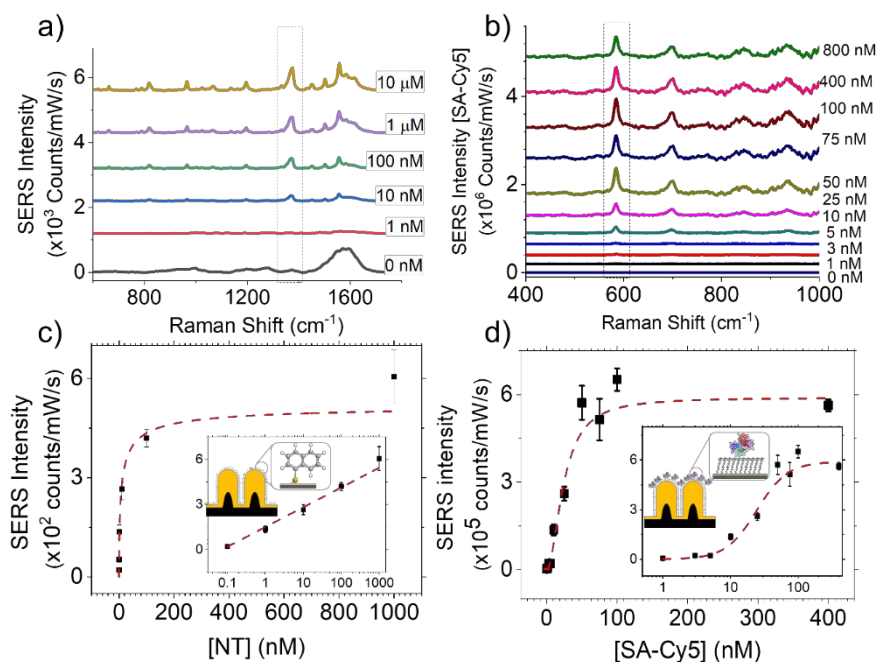 a)
SERS Intensity
(x10³ Counts/mW/s)
6
4
2
0
10 µM
1 µM
100 nM
10 nM
1 nM
0 nM
800
1200
1600
Raman Shift (cm⁻¹)
b)
SERS Intensity [SA-Cy5]
(x10⁶ Counts/mW/s)
4
2
0
800 nM
400 nM
100 nM
75 nM
50 nM
25 nM
10 nM
5 nM
3 nM
1 nM
0 nM
400
600
800
1000
Raman Shift (cm⁻¹)
c)
SERS Intensity
(x10² counts/mW/s)
6
3
0
0
200
400
600
800
1000
[NT] (nM)
6
3
0
0.1
1
10
100
1000
d)
SERS intensity
(x10⁵ counts/mW/s)
6
3
0
0
100
200
300
400
[SA-Cy5] (nM)
6
3
0
1
10
100